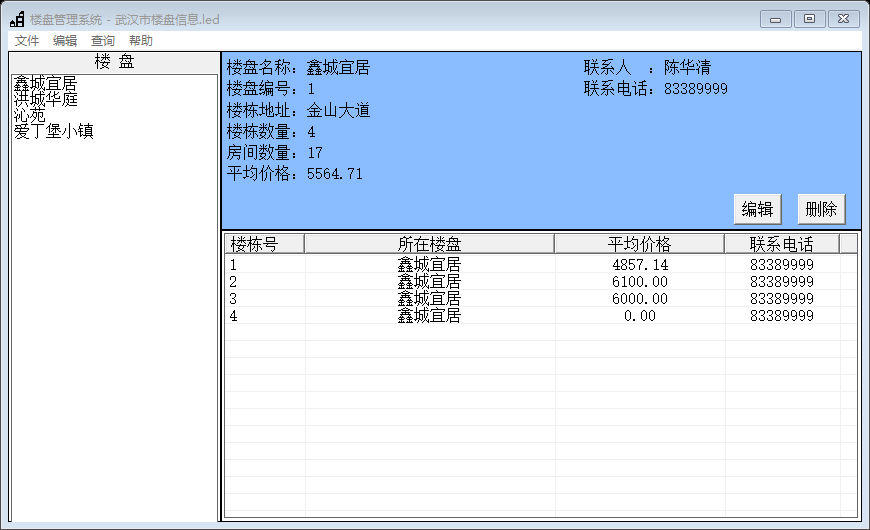 楼盘管理系统 - 武汉市楼盘信息.led
文件 编辑 查询 帮助
楼 盘
鑫城宜居
洪城华庭
沁苑
爱丁堡小镇
楼盘名称: 鑫城宜居 联系人 : 陈华清
楼盘编号: 1 联系电话: 83389999
楼栋地址: 金山大道
楼栋数量: 4
房间数量: 17
平均价格: 5564.71
编辑 删除
楼栋号 所在楼盘 平均价格 联系电话
1 鑫城宜居 4857.14 83389999
2 鑫城宜居 6100.00 83389999
3 鑫城宜居 6000.00 83389999
4 鑫城宜居 0.00 83389999